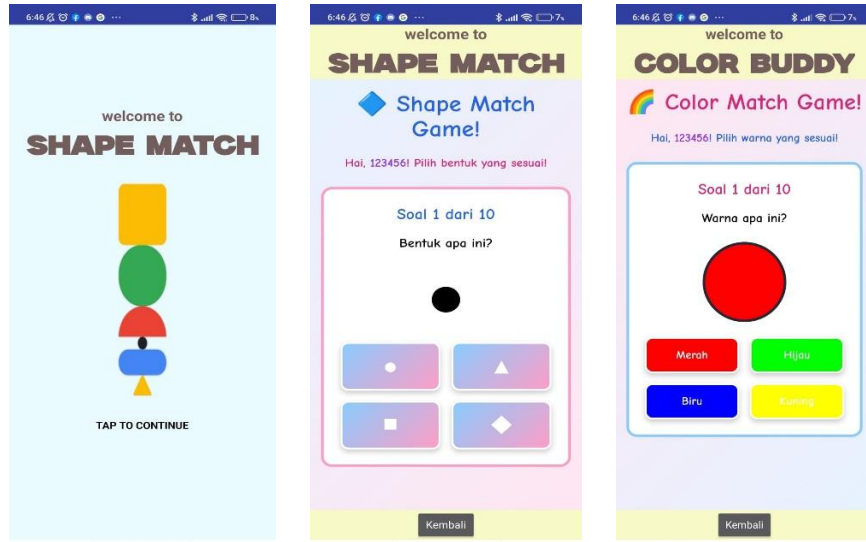 6:46 8%
welcome to
SHAPE MATCH
TAP TO CONTINUE
6:46 7%
welcome to
SHAPE MATCH
Shape Match
Game!
Hai, 123456! Pilih bentuk yang sesuai!
Soal 1 dari 10
Bentuk apa ini?
Kembali
6:46 7%
welcome to
COLOR BUDDY
Color Match Game!
Hai, 123456! Pilih warna yang sesuai!
Soal 1 dari 10
Warna apa ini?
Merah Hijau
Biru Kuning
Kembali